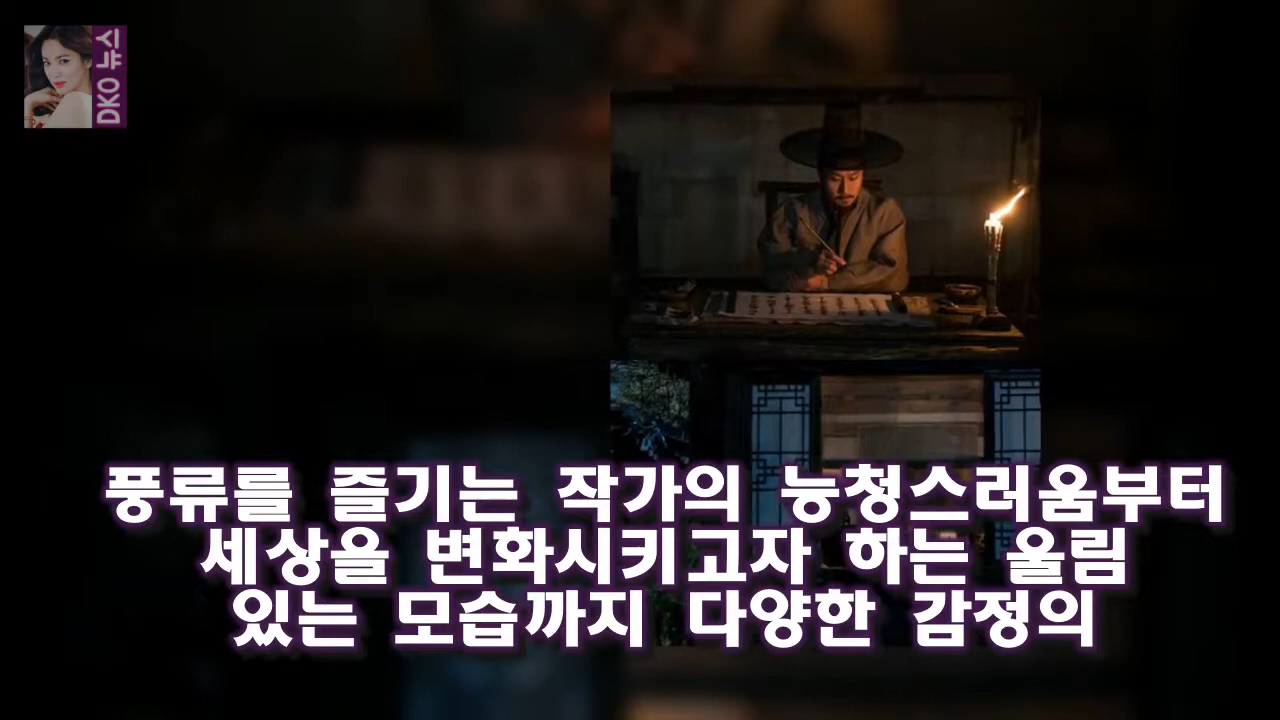 DKO 뉴스
풍류를 즐기는 작가의 능청스러움부터
세상을 변화시키고자 하는 울림
있는 모습까지 다양한 감정의